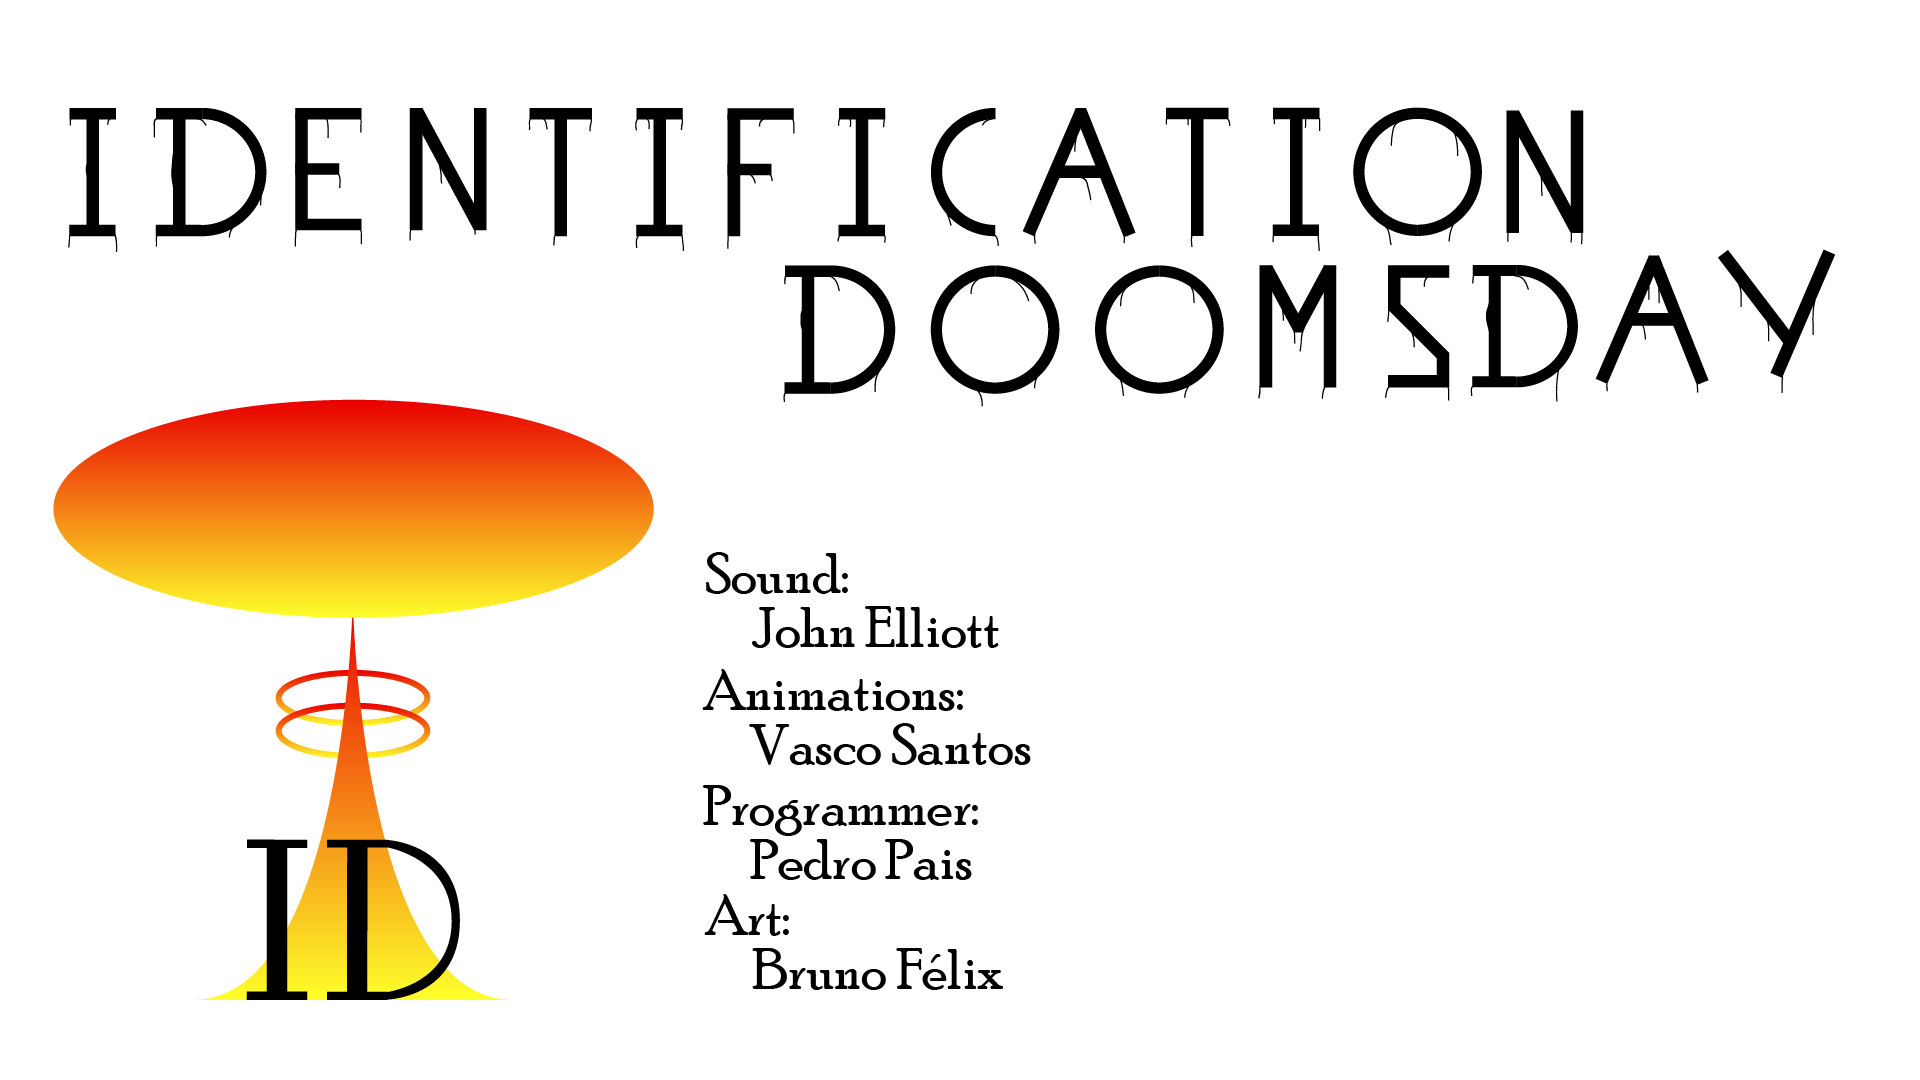 IDENTIFICATION
DOOMSDAY
Sound:
John Elliott
Animations:
Vasco Santos
Programmer:
Pedro Pais
Art:
Bruno Félix
ID